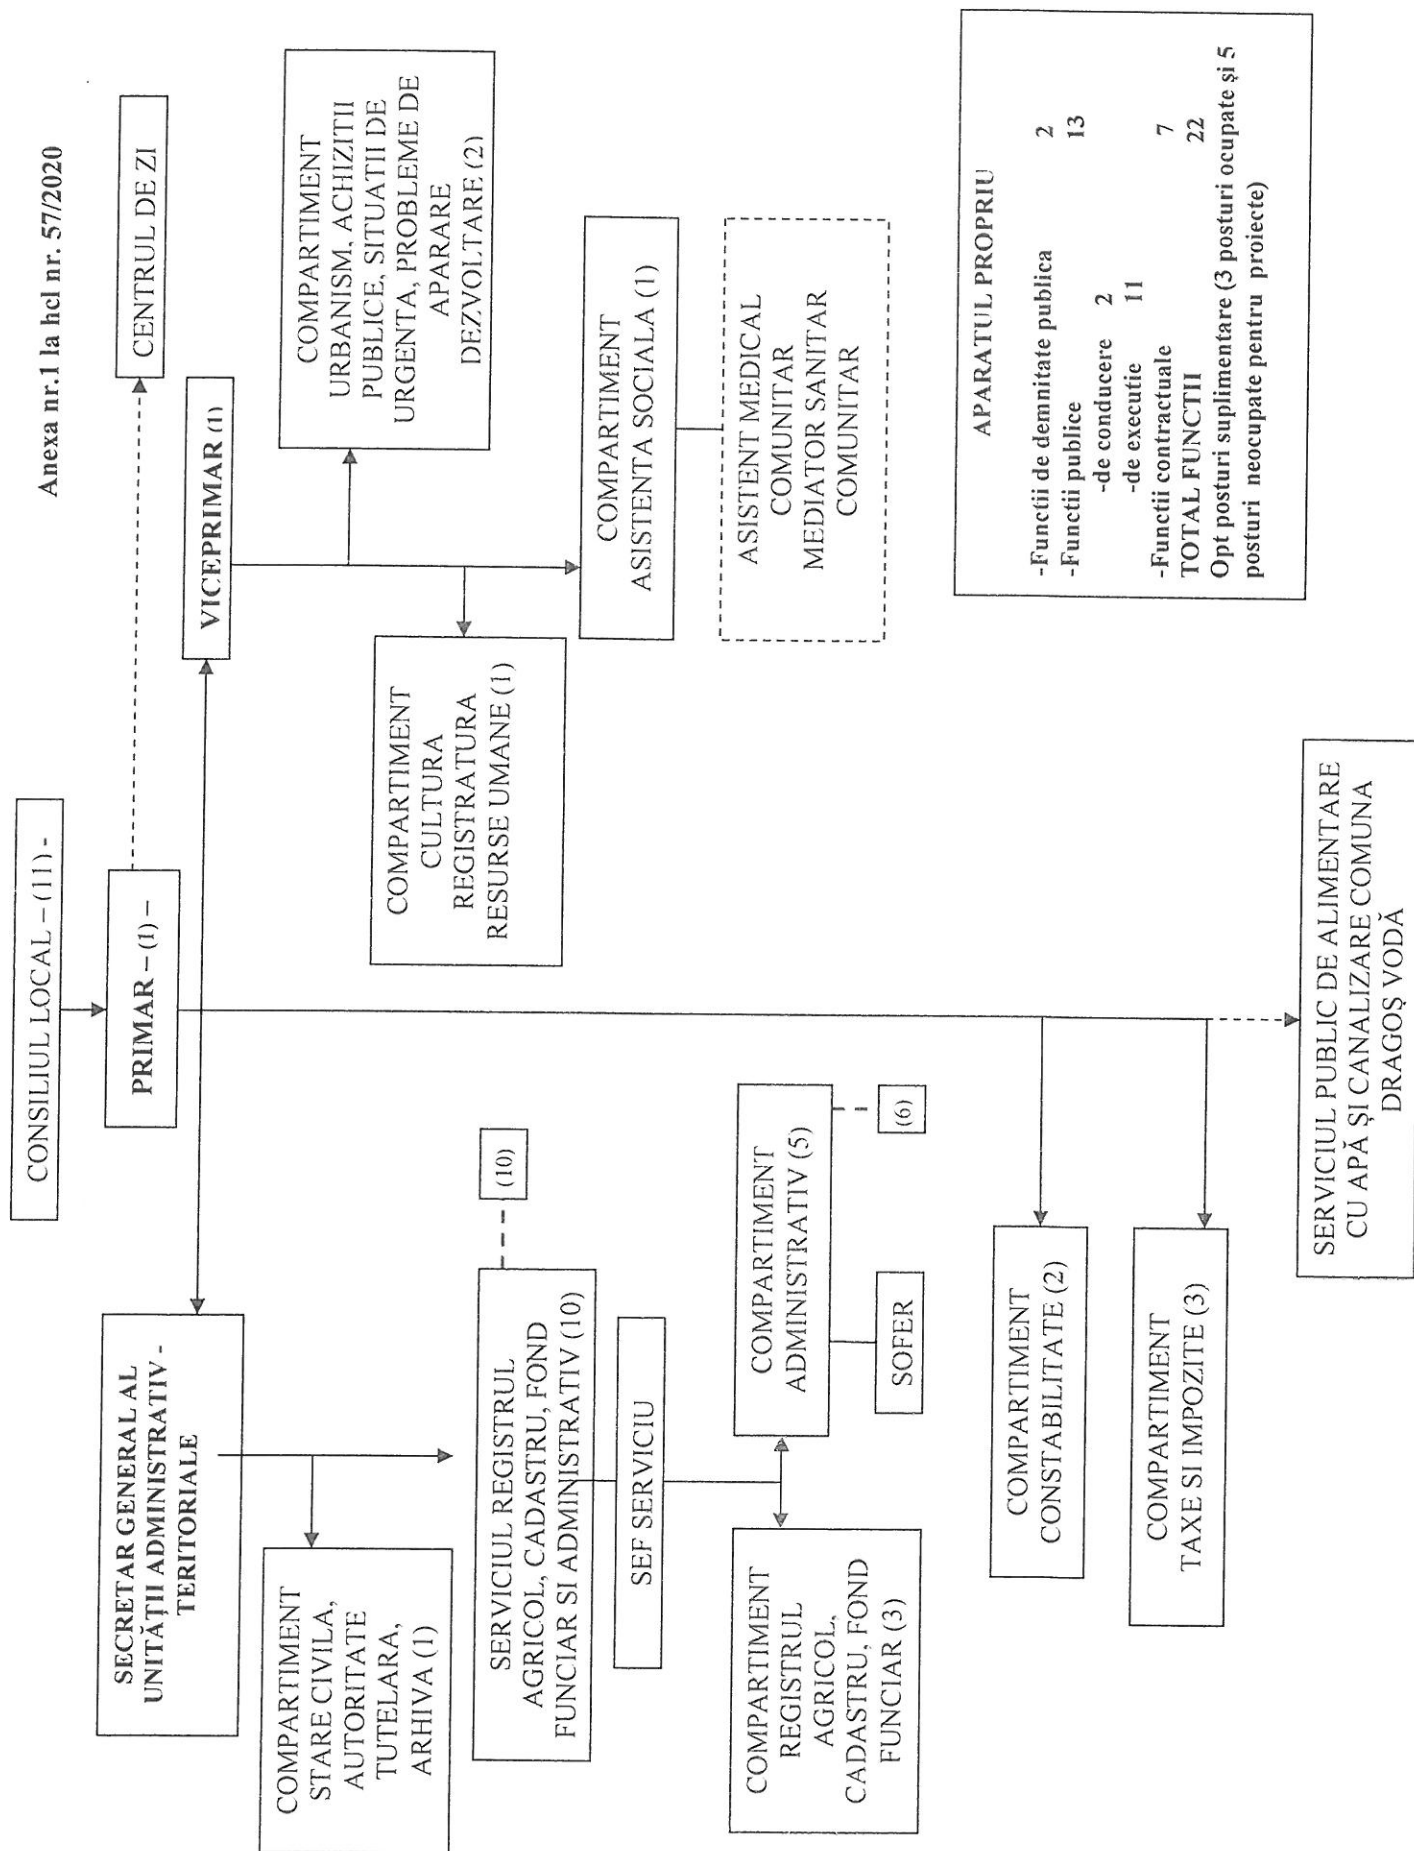 Anexa nr.1 la hcl nr. 57/2020
CONSILIUL LOCAL – (11) -
PRIMAR – (1) –
CENTRUL DE ZI
SECRETAR GENERAL AL
UNITĂȚII ADMINISTRATIV -
TERITORIALE
VICEPRIMAR (1)
COMPARTIMENT
STARE CIVILA,
AUTORITATE
TUTELARA,
ARHIVA (1)
COMPARTIMENT
CULTURA
REGISTRATURA
RESURSE UMANE (1)
COMPARTIMENT
URBANISM, ACHIZITII
PUBLICE, SITUATII DE
URGENTA, PROBLEME DE
APARARE
DEZVOLTARE (2)
SERVICIUL REGISTRUL
AGRICOL, CADASTRU, FOND
FUNCIAR SI ADMINISTRATIV (10)
(10)
COMPARTIMENT
ASISTENTA SOCIALA (1)
SEF SERVICIU
ASISTENT MEDICAL
COMUNITAR
MEDIATOR SANITAR
COMUNITAR
COMPARTIMENT
REGISTRUL
AGRICOL,
CADASTRU, FOND
FUNCIAR (3)
COMPARTIMENT
ADMINISTRATIV (5)
SOFER
(6)
COMPARTIMENT
CONSTABILITATE (2)
COMPARTIMENT
TAXE SI IMPOZITE (3)
SERVICIUL PUBLIC DE ALIMENTARE
CU APĂ ȘI CANALIZARE COMUNA
DRAGOȘ VODĂ
APARATUL PROPRIU
-Functii de demnitate publica 2
-Functii publice 13
-de conducere 2
-de executie 11
-Functii contractuale 7
TOTAL FUNCTII 22
Opt posturi suplimentare (3 posturi ocupate și 5
posturi neocupate pentru proiecte)